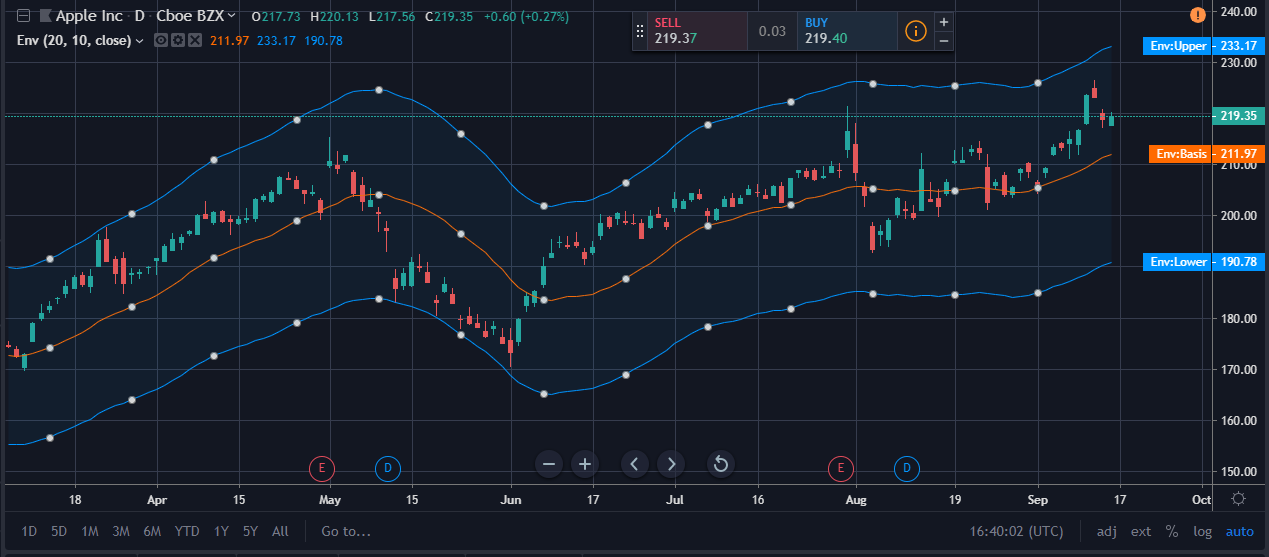 Apple Inc D Cboe BZX O217.73 H220.13 L217.56 C219.35 +0.60 (+0.27%)
Env (20, 10, close) 211.97 233.17 190.78
SELL
219.37
0.03
BUY
219.40
i
+
−
!
240.00
Env:Upper 233.17
230.00
219.35
Env:Basis 211.97
210.00
200.00
Env:Lower 190.78
180.00
170.00
160.00
150.00
E D E D
18 Apr 15 May 15 Jun 17 Jul 16 Aug 19 Sep 17 Oct
1D 5D 1M 3M 6M YTD 1Y 5Y All Go to... 16:40:02 (UTC) adj ext % log auto